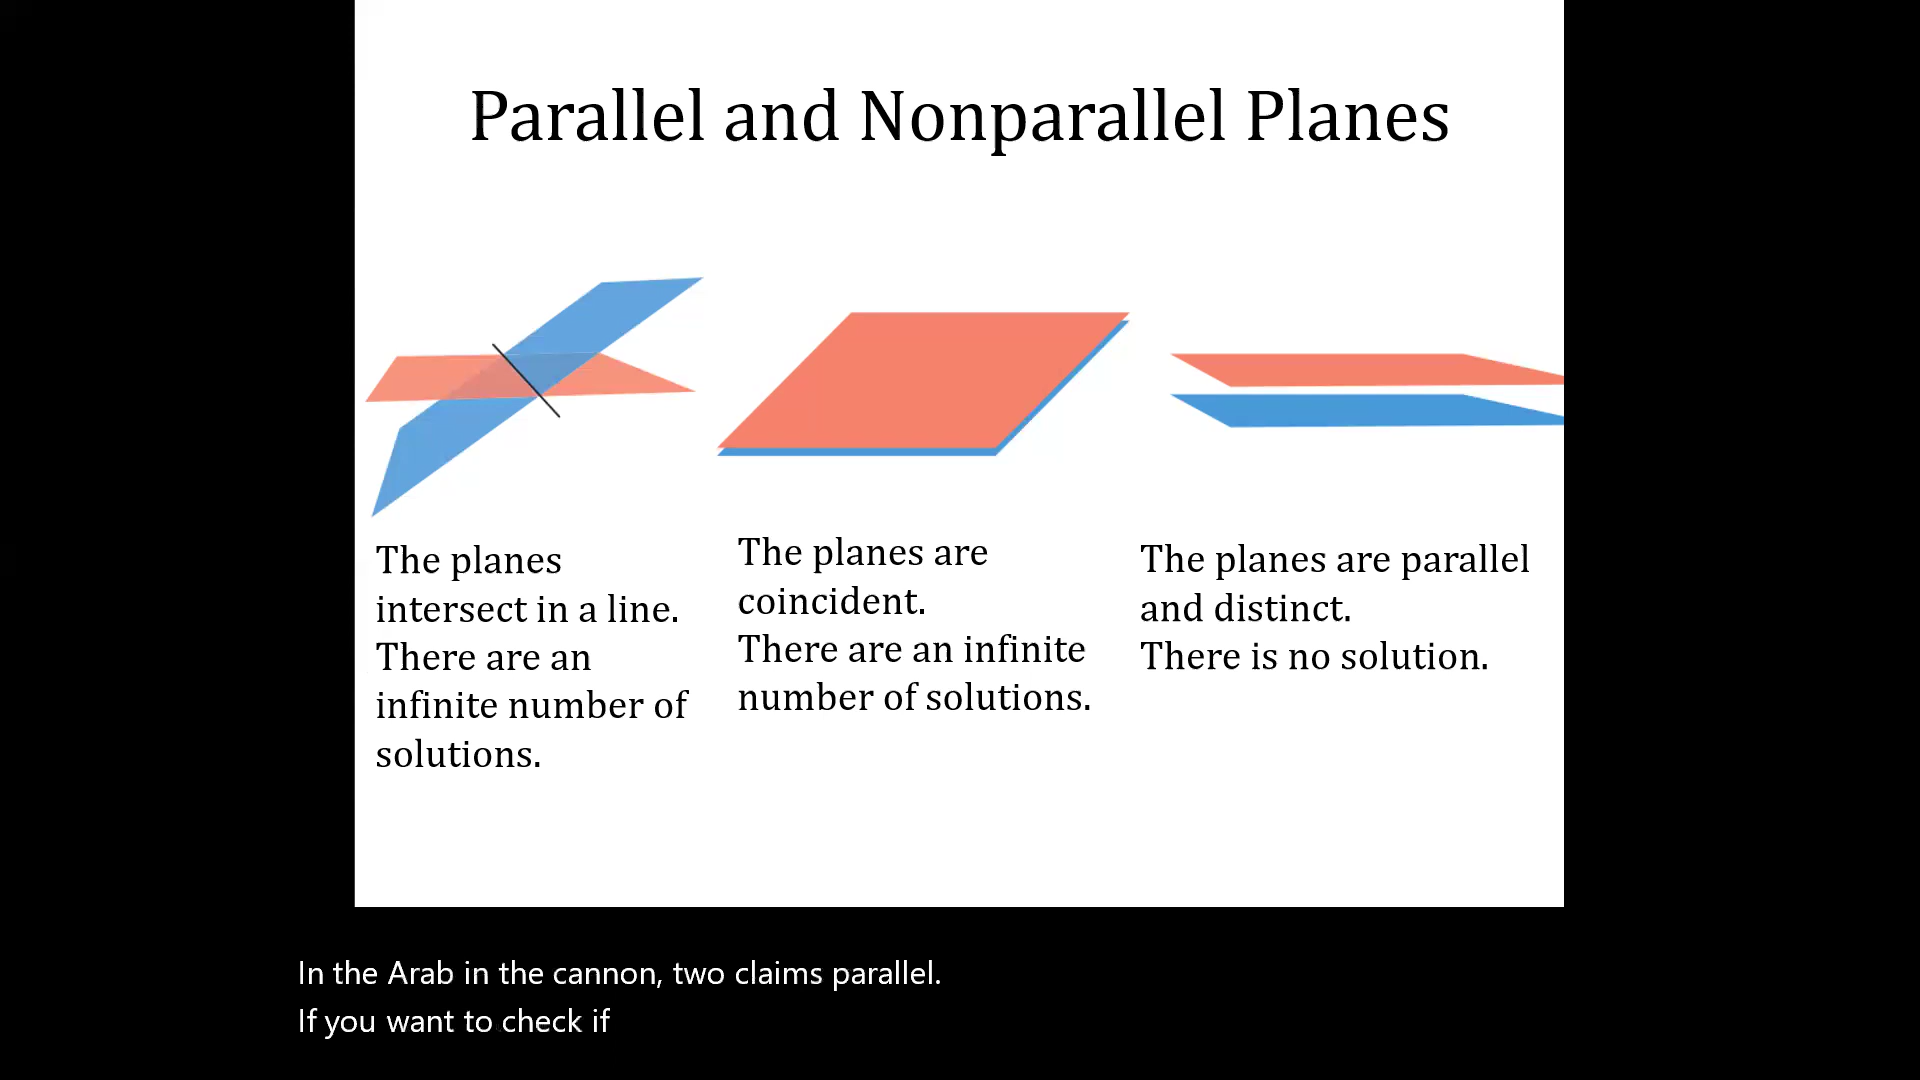 Parallel and Nonparallel Planes
The planes
intersect in a line.
There are an
infinite number of
solutions.
The planes are
coincident.
There are an infinite
number of solutions.
The planes are parallel
and distinct.
There is no solution.
In the Arab in the cannon, two claims parallel.
If you want to check if